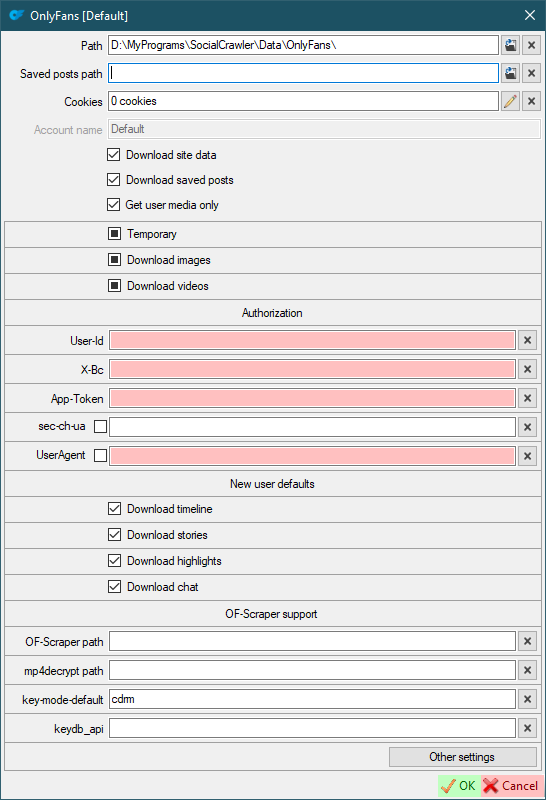 OnlyFans [Default]
Path D:\MyPrograms\SocialCrawler\Data\OnlyFans\
Saved posts path
Cookies 0 cookies
Account name Default
Download site data
Download saved posts
Get user media only
Temporary
Download images
Download videos
Authorization
User-Id
X-Bc
App-Token
sec-ch-ua
UserAgent
New user defaults
Download timeline
Download stories
Download highlights
Download chat
OF-Scraper support
OF-Scraper path
mp4decrypt path
key-mode-default cdrm
keydb_api
Other settings
OK Cancel